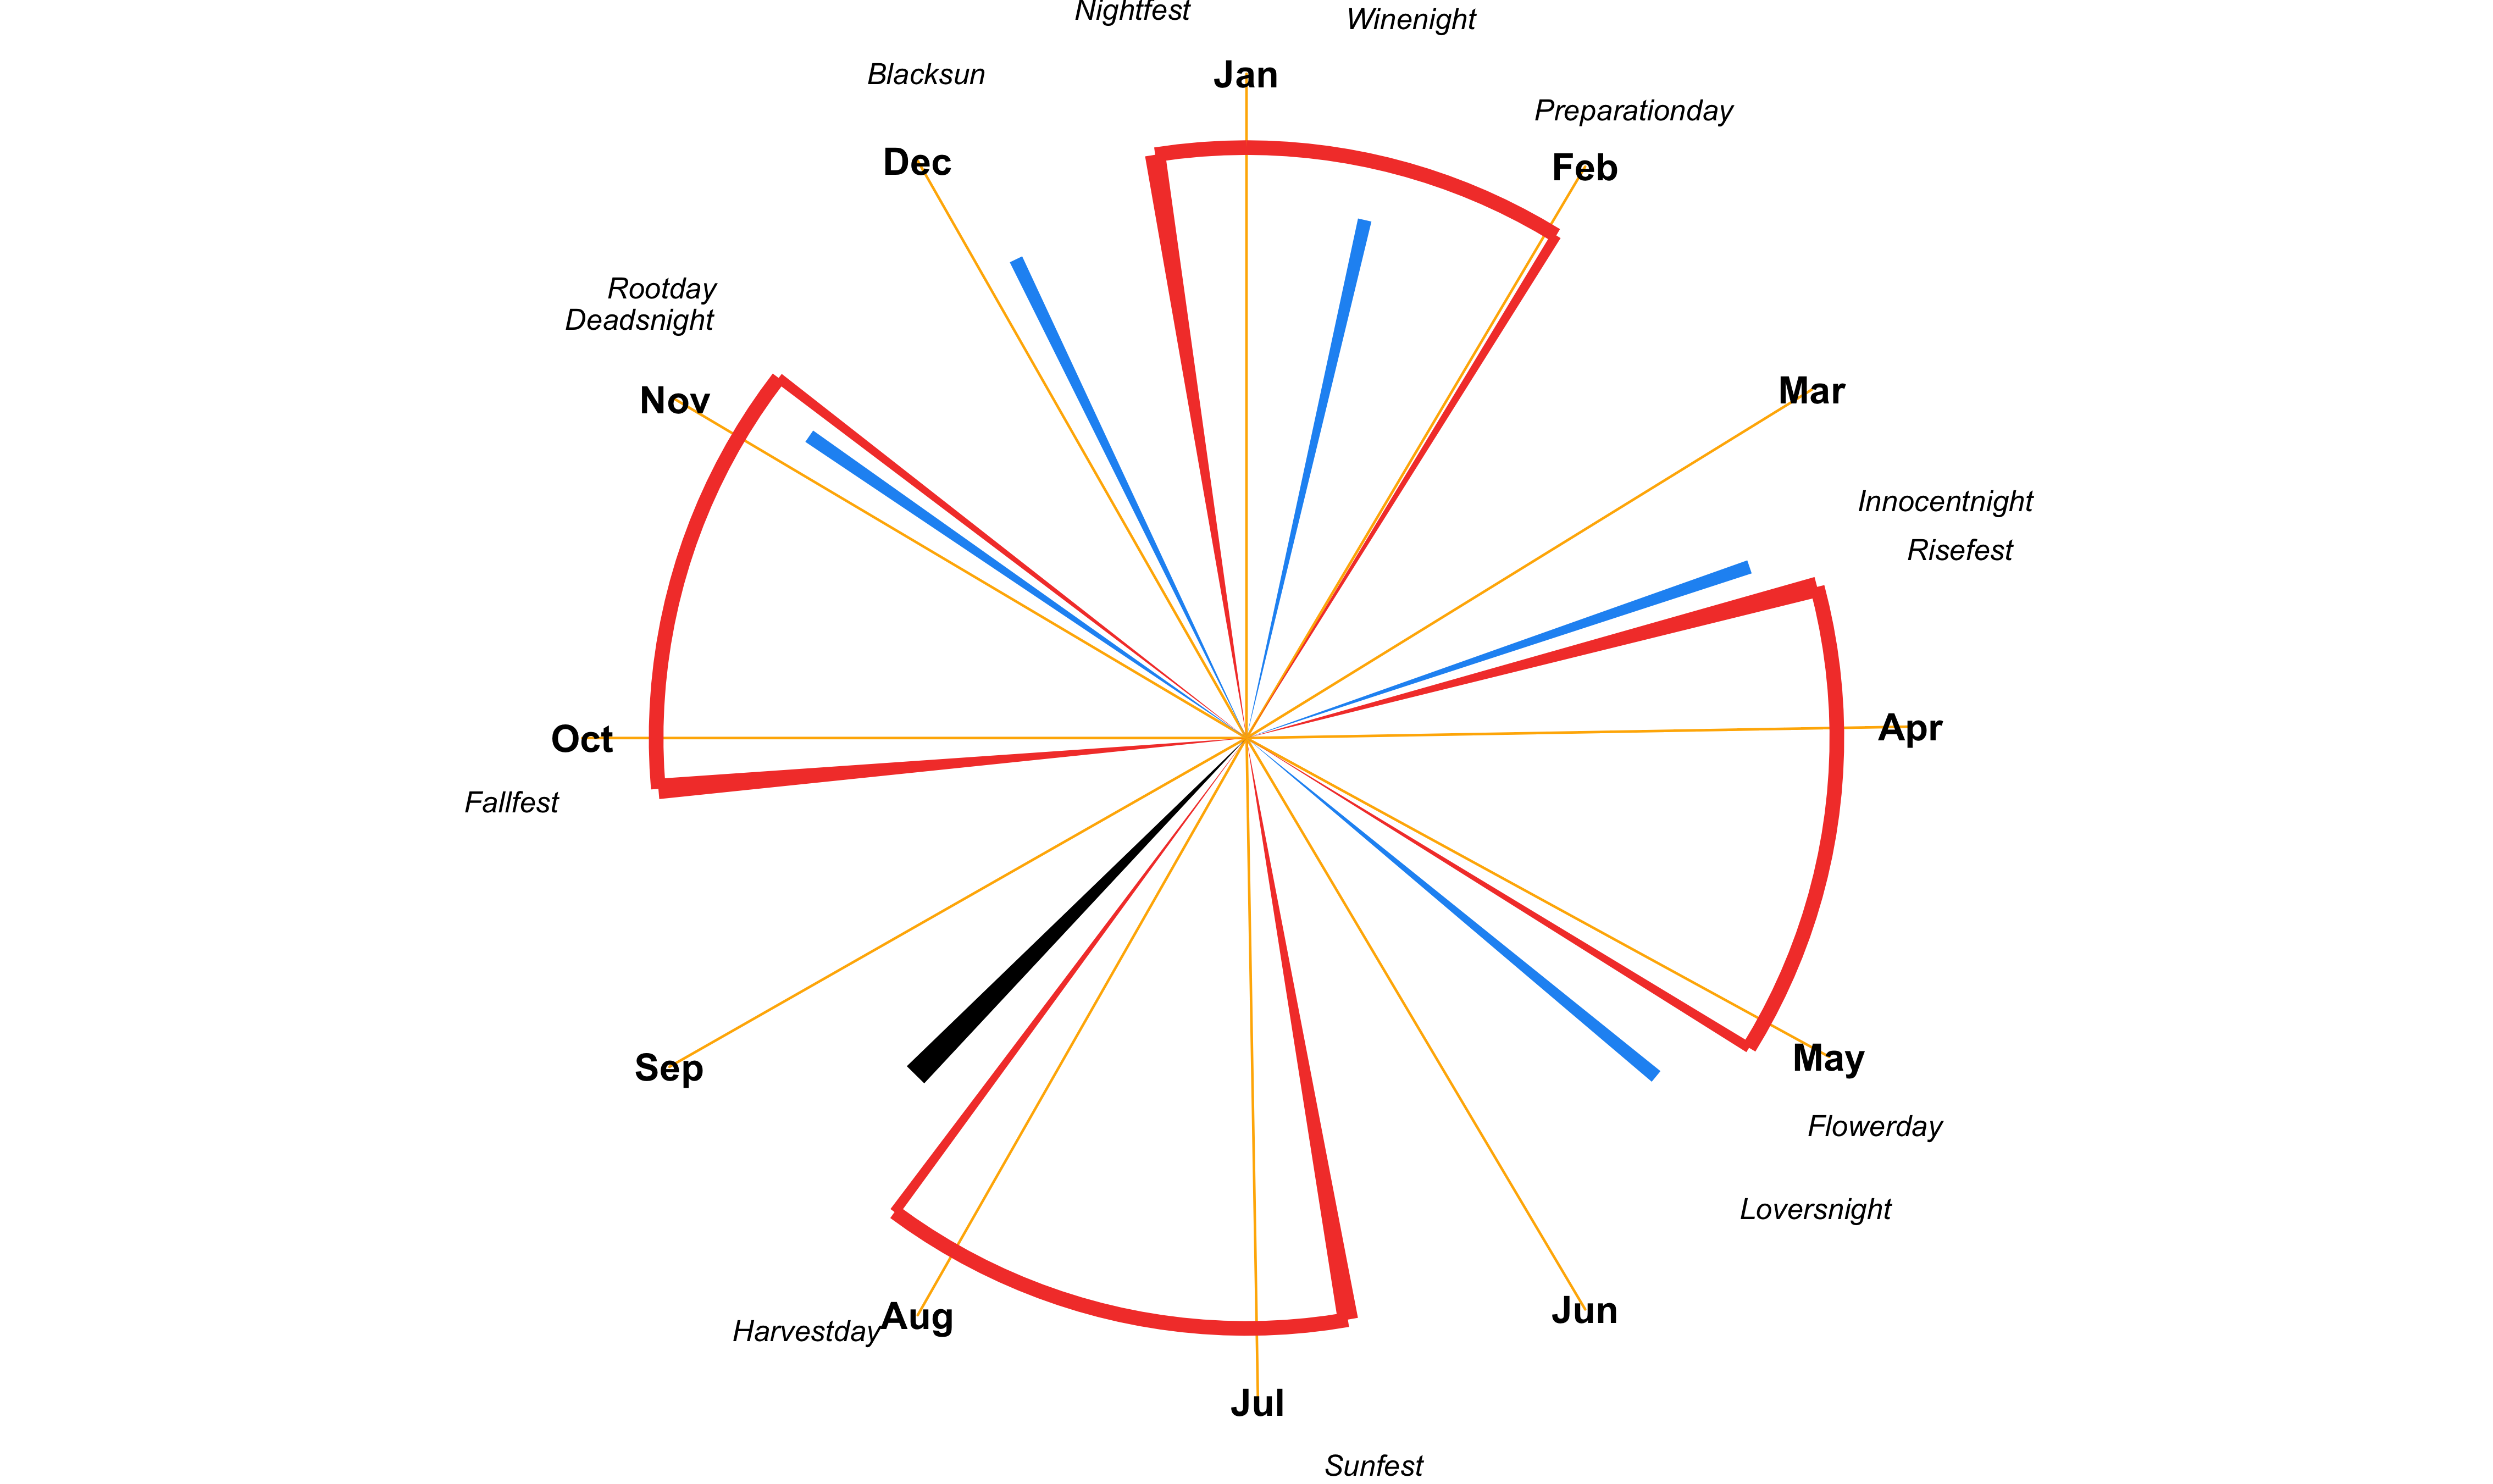 Nightfest
Winenight
Blacksun
Jan
Preparationday
Dec
Feb
Rootday
Deadsnight
Nov
Mar
Innocentnight
Risefest
Oct
Apr
Fallfest
Sep
May
Flowerday
Loversnight
Harvestday
Aug
Jun
Jul
Sunfest